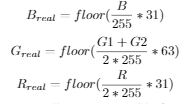 B_{real} = floor(\frac{B}{255} * 31)
G_{real} = floor(\frac{G1 + G2}{2 * 255} * 63)
R_{real} = floor(\frac{R}{2 * 255} * 31)